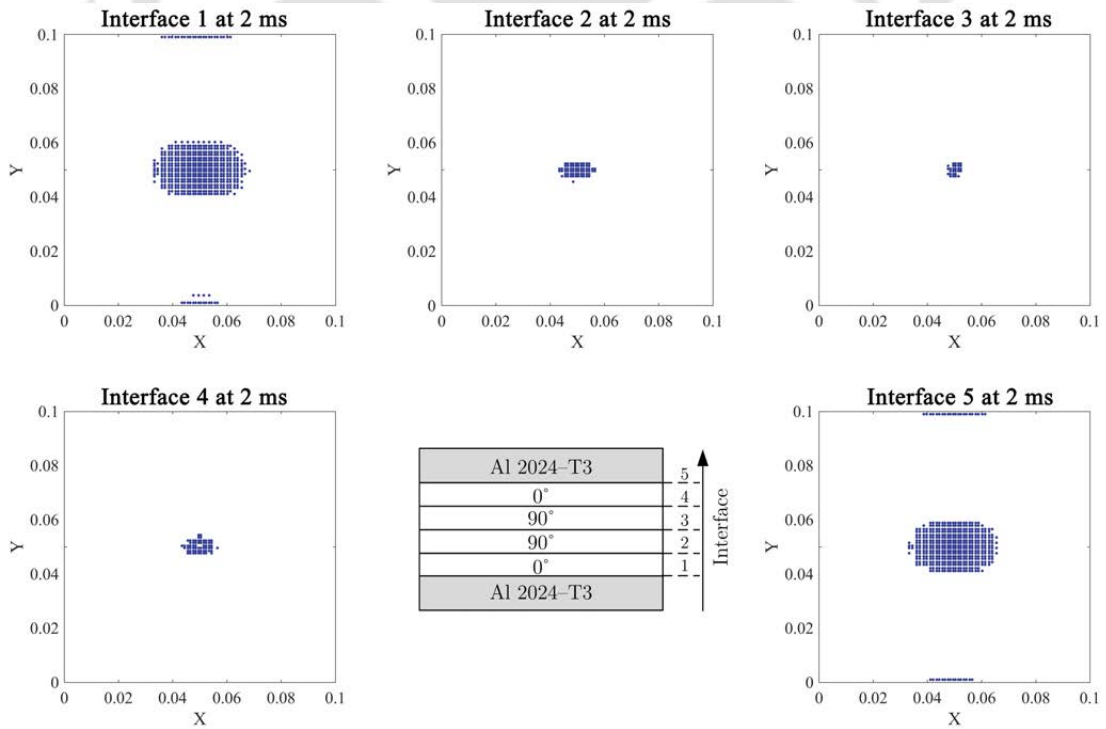 Interface 1 at 2 ms
0.1
0.08
0.06
0.04
0.02
0
Y
0 0.02 0.04 0.06 0.08 0.1
X
Interface 2 at 2 ms
0.1
0.08
0.06
0.04
0.02
0
Y
0 0.02 0.04 0.06 0.08 0.1
X
Interface 3 at 2 ms
0.1
0.08
0.06
0.04
0.02
0
Y
0 0.02 0.04 0.06 0.08 0.1
X
Interface 4 at 2 ms
0.1
0.08
0.06
0.04
0.02
0
Y
0 0.02 0.04 0.06 0.08 0.1
X
Al 2024–T3
0°
90°
90°
0°
Al 2024–T3
5
4
3
2
1
Interface
Interface 5 at 2 ms
0.1
0.08
0.06
0.04
0.02
0
Y
0 0.02 0.04 0.06 0.08 0.1
X